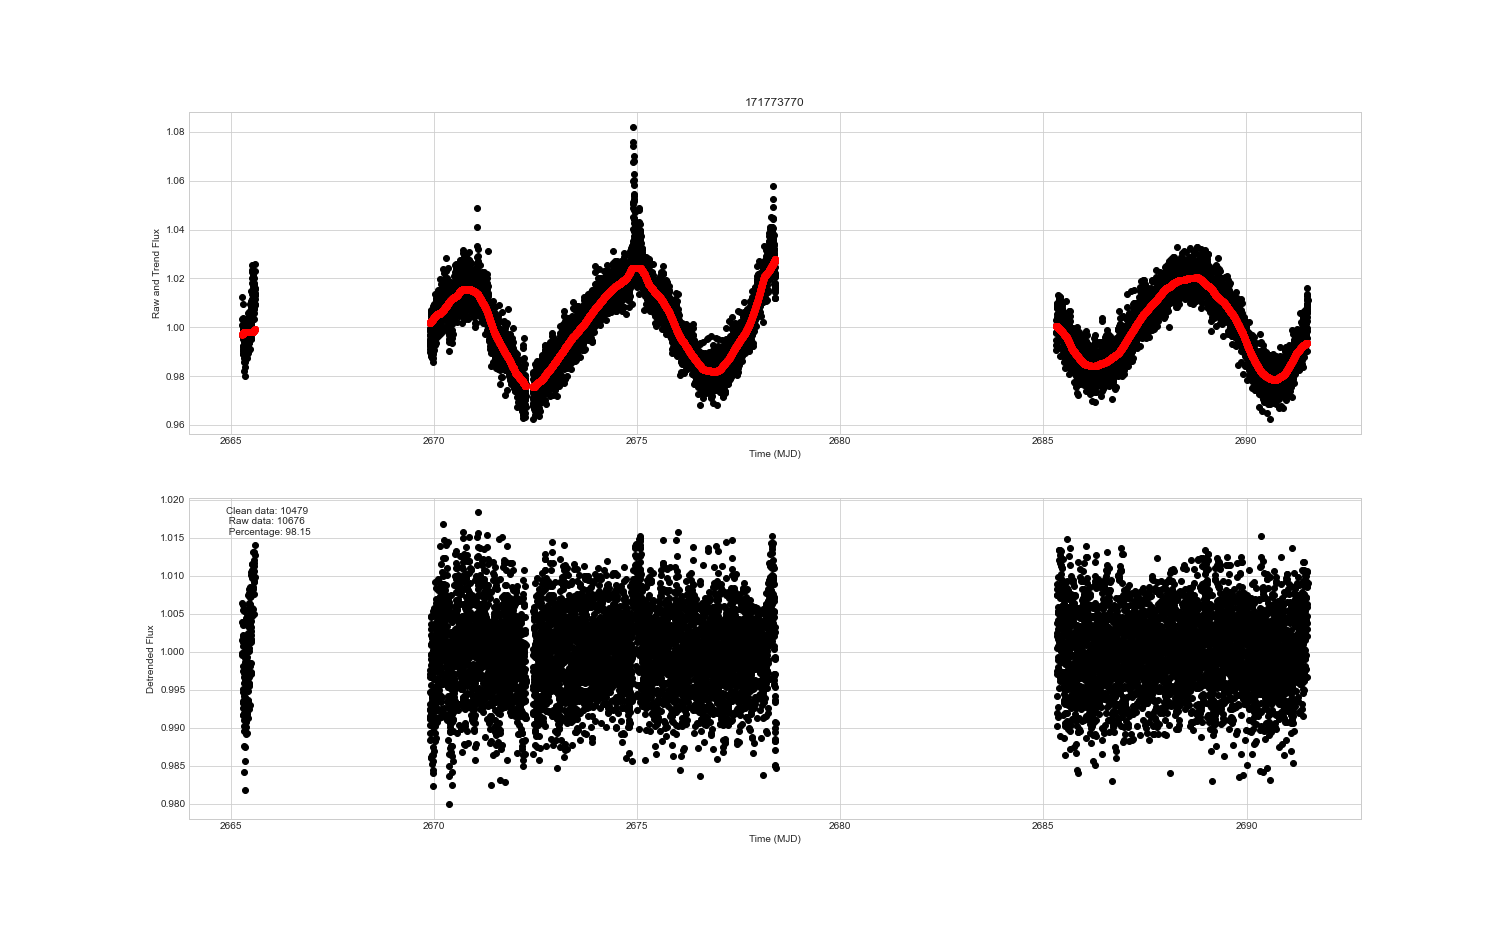 171773770
1.08
1.06
1.04
1.02
1.00
0.98
0.96
Raw and Trend Flux
2665 2670 2675 2680 2685 2690
Time (MJD)
1.020
1.015
1.010
1.005
1.000
0.995
0.990
0.985
0.980
Detrended Flux
Clean data: 10479
Raw data: 10676
Percentage: 98.15
2665 2670 2675 2680 2685 2690
Time (MJD)